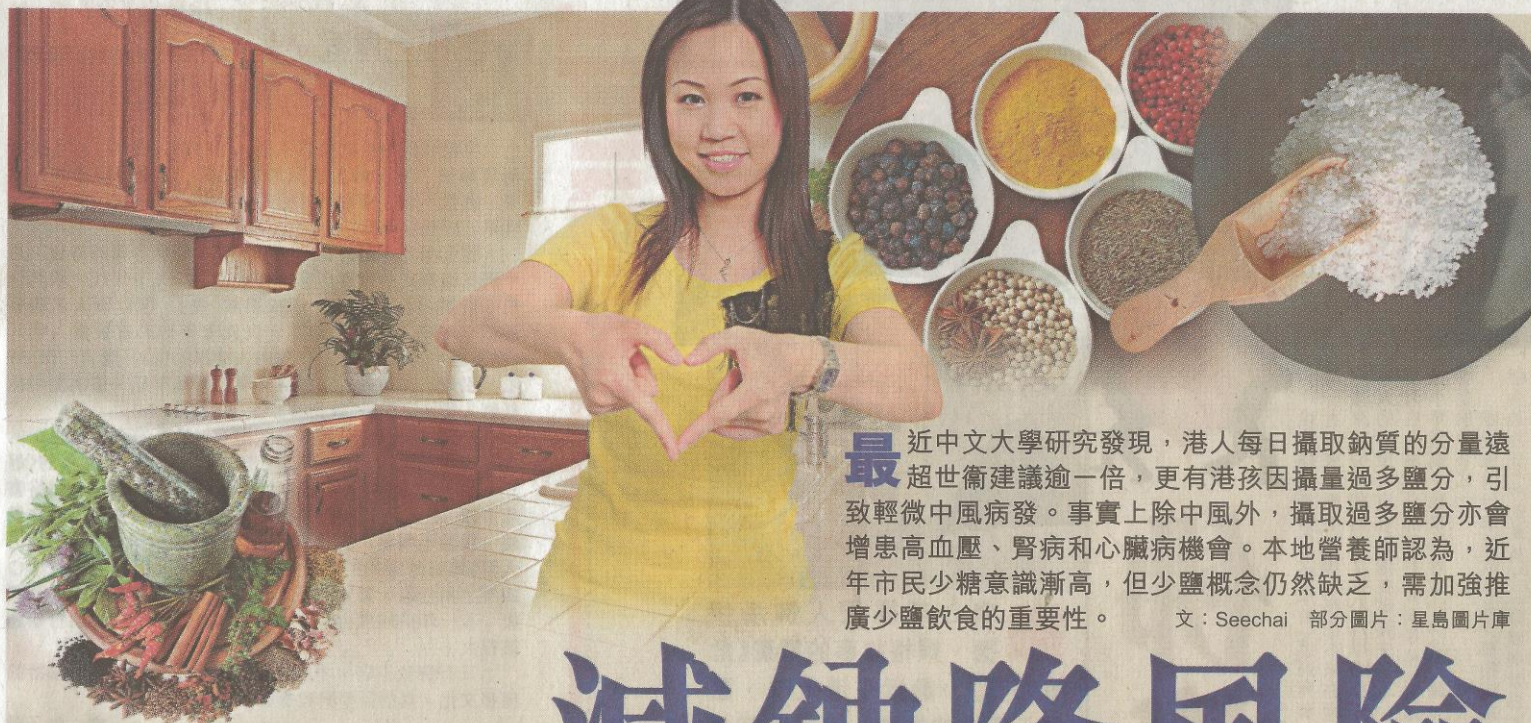 最近中文大學研究發現，港人每日攝取鈉質的分量遠
超世衞建議逾一倍，更有港孩因攝量過多鹽分，引
致輕微中風病發。事實上除中風外，攝取過多鹽分亦會
增患高血壓、腎病和心臟病機會。本地營養師認為，近
年市民少糖意識漸高，但少鹽概念仍然缺乏，需加強推
廣少鹽飲食的重要性。 文：Seechai 部分圖片：星島圖片庫
減鈉降風險